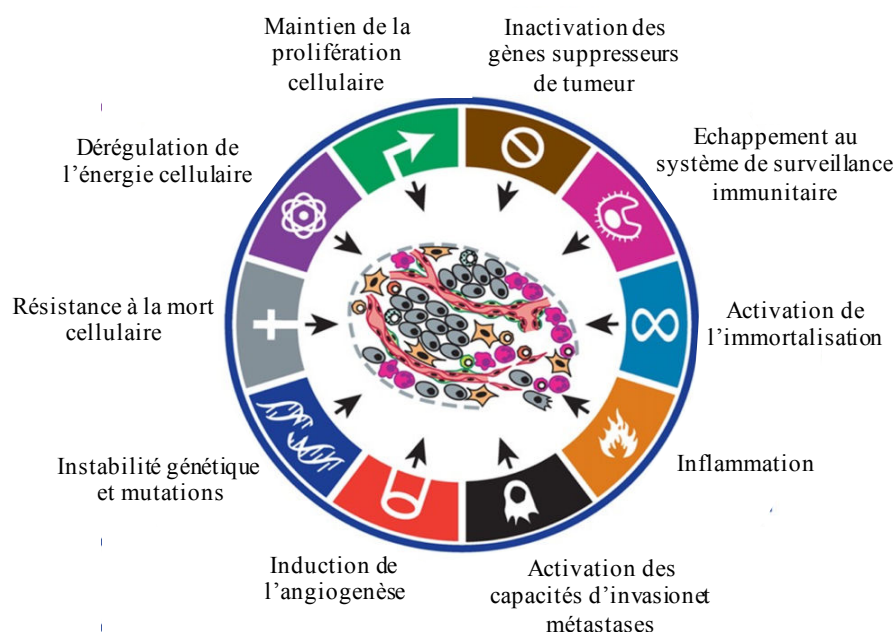 Maintien de la
prolifération
cellulaire
Inactivation des
gènes suppresseurs
de tumeur
Dérégulation de
l’énergie cellulaire
Echappement au
système de surveillance
immunitaire
Résistance à la mort
cellulaire
Activation de
l’immortalisation
Instabilité génétique
et mutations
Inflammation
Induction de
l’angiogenèse
Activation des
capacités d’invasionet
métastases